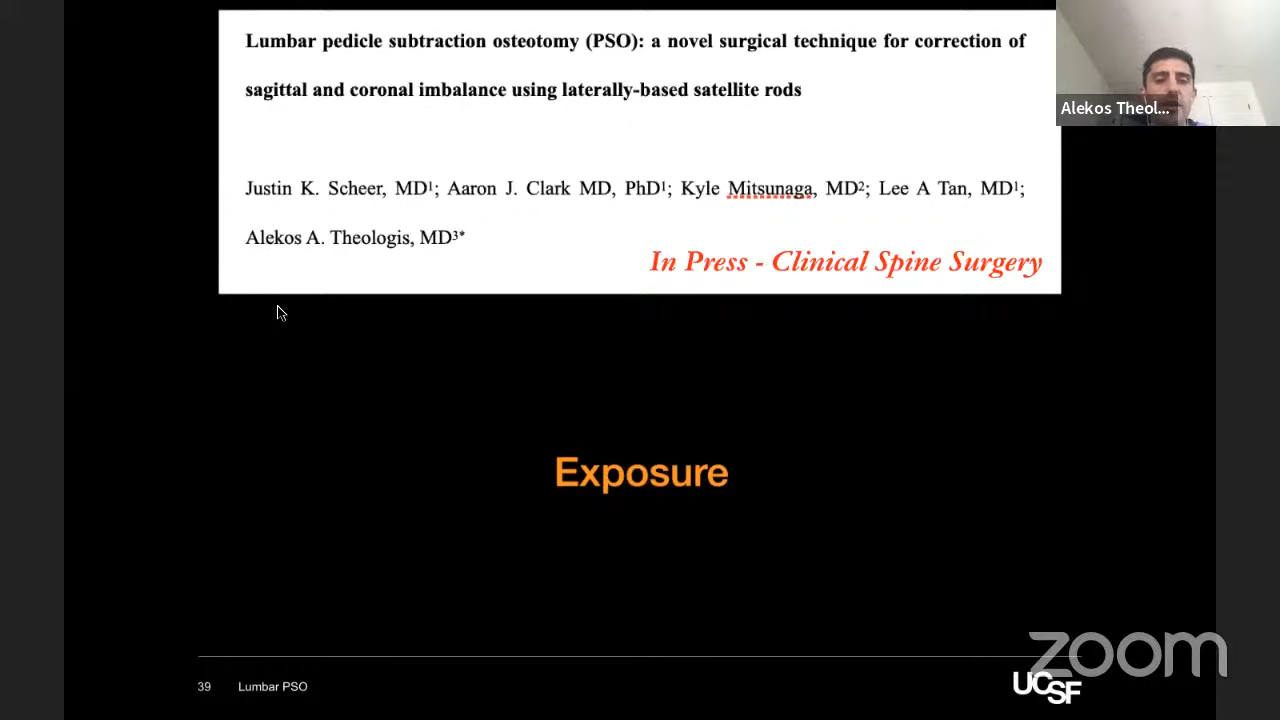 Lumbar pedicle subtraction osteotomy (PSO): a novel surgical technique for correction of
sagittal and coronal imbalance using laterally-based satellite rods
Alekos Theol...
Justin K. Scheer, MD1; Aaron J. Clark MD, PhD1; Kyle Mitsunaga, MD2; Lee A Tan, MD1;
Alekos A. Theologis, MD3*
In Press - Clinical Spine Surgery
Exposure
zoom
39 Lumbar PSO
UCSF